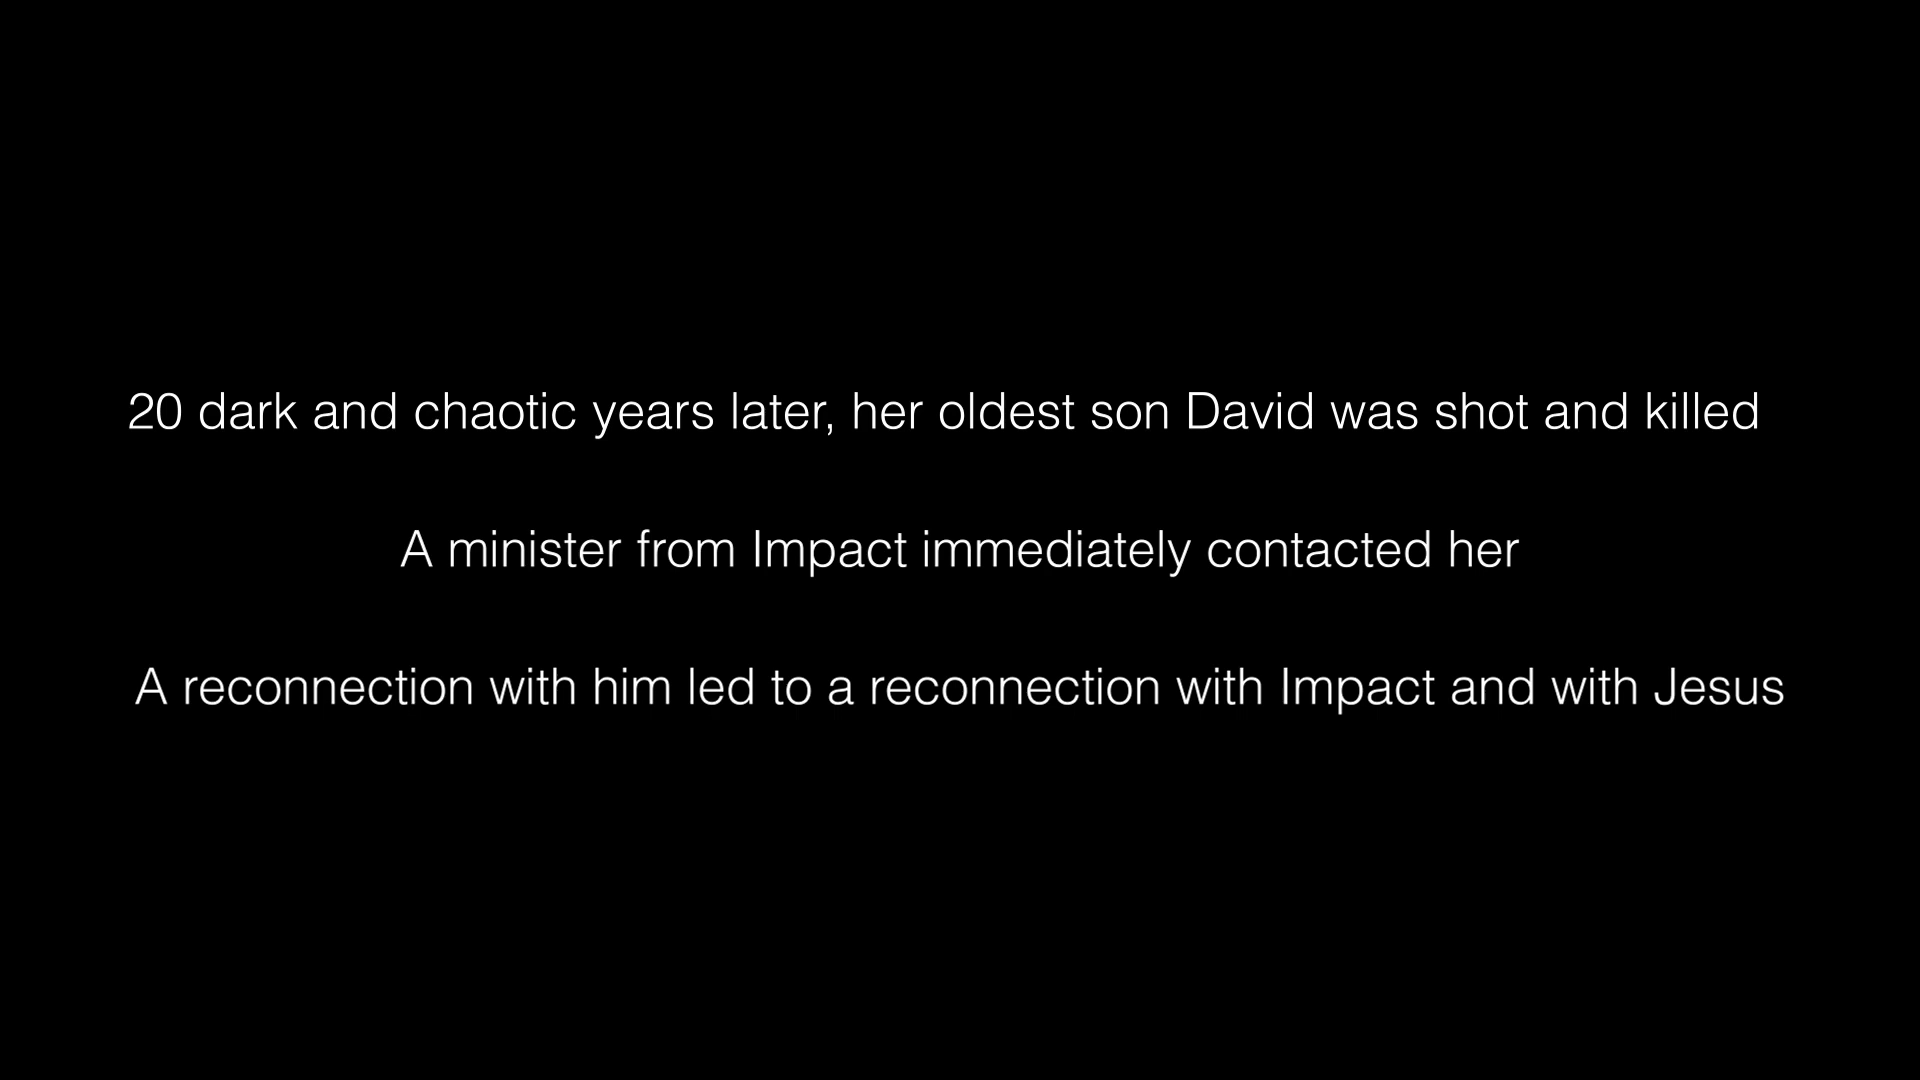 20 dark and chaotic years later, her oldest son David was shot and killed
A minister from Impact immediately contacted her
A reconnection with him led to a reconnection with Impact and with Jesus